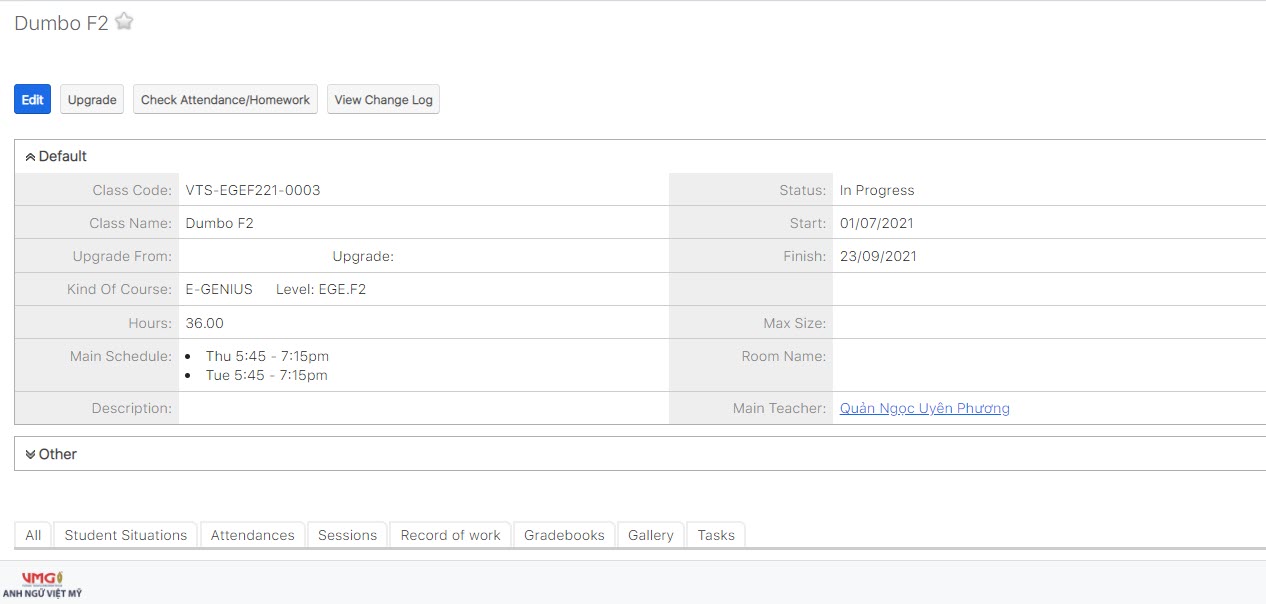 Dumbo F2
Edit Upgrade Check Attendance/Homework View Change Log
Default
Class Code: VTS-EGEF221-0003 Status: In Progress
Class Name: Dumbo F2 Start: 01/07/2021
Upgrade From: Upgrade: Finish: 23/09/2021
Kind Of Course: E-GENIUS Level: EGE.F2
Hours: 36.00 Max Size:
Main Schedule: • Thu 5:45 - 7:15pm Room Name:
• Tue 5:45 - 7:15pm
Description: Main Teacher: Quản Ngọc Uyên Phương
Other
All Student Situations Attendances Sessions Record of work Gradebooks Gallery Tasks
VMG
ANH NGỮ VIỆT MỸ